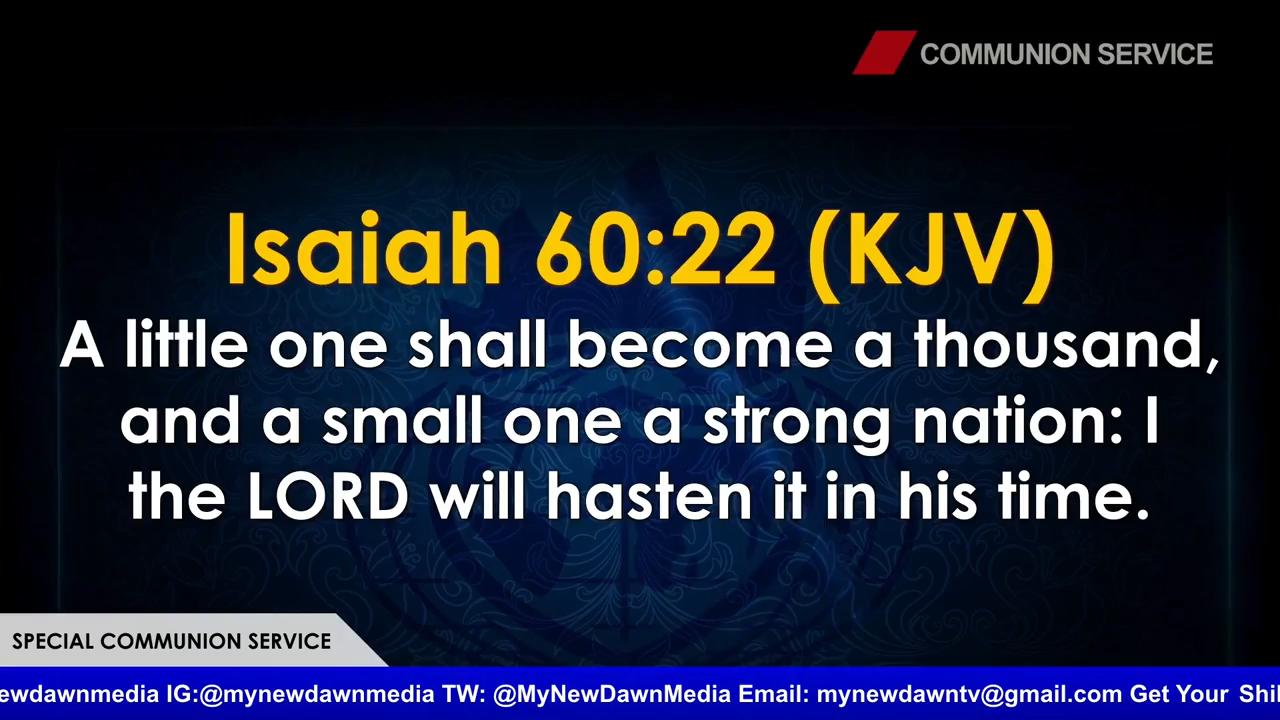 COMMUNION SERVICE
Isaiah 60:22 (KJV)
A little one shall become a thousand,
and a small one a strong nation: I
the LORD will hasten it in his time.
SPECIAL COMMUNION SERVICE
ewdawnmedia IG:@mynewdawnmedia TW: @MyNewDawnMedia Email: mynewdawntv@gmail.com Get Your